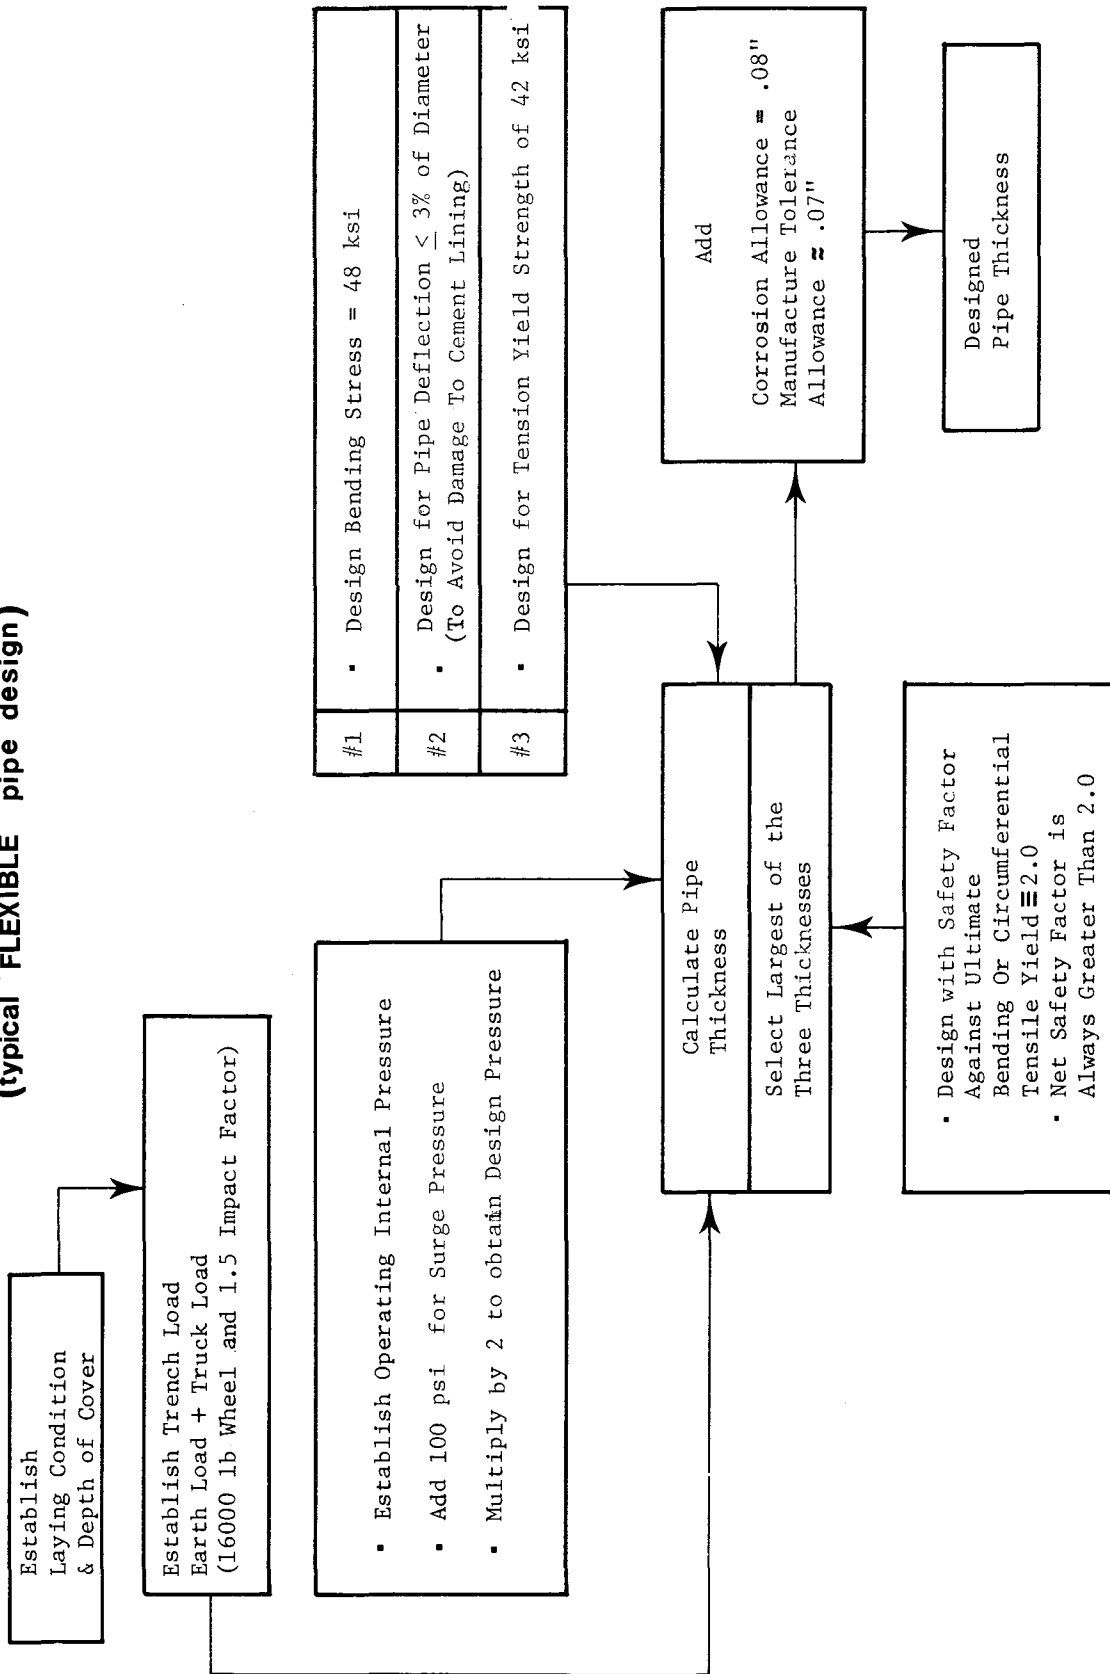 (typical FLEXIBLE pipe design)
Establish
Laying Condition
& Depth of Cover
Establish Trench Load
Earth Load + Truck Load
(16000 lb Wheel and 1.5 Impact Factor)
▪ Establish Operating Internal Pressure
▪ Add 100 psi for Surge Pressure
▪ Multiply by 2 to obtain Design Pressure
#1 ▪ Design Bending Stress = 48 ksi
#2 ▪ Design for Pipe Deflection ≤ 3% of Diameter
(To Avoid Damage To Cement Lining)
#3 ▪ Design for Tension Yield Strength of 42 ksi
Calculate Pipe
Thickness
Select Largest of the
Three Thicknesses
▪ Design with Safety Factor
Against Ultimate
Bending Or Circumferential
Tensile Yield ≡ 2.0
▪ Net Safety Factor is
Always Greater Than 2.0
Add
Corrosion Allowance = .08"
Manufacture Tolerance
Allowance ≈ .07"
Designed
Pipe Thickness